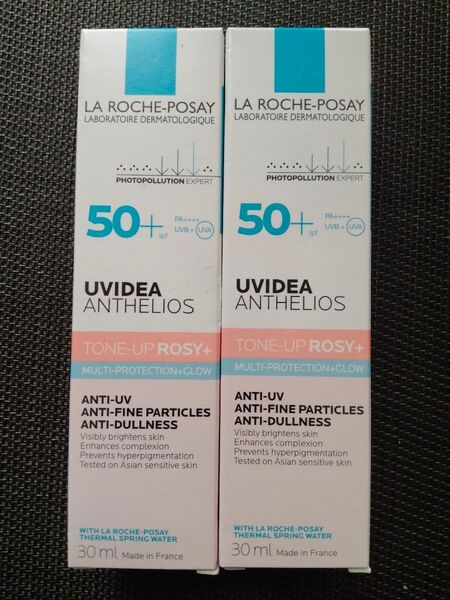 LA ROCHE-POSAY
LABORATOIRE DERMATOLOGIQUE
PHOTOPOLLUTION EXPERT
50+
spf
PA++++
UVB + UVA
UVIDEA
ANTHELIOS
TONE-UP ROSY+
MULTI-PROTECTION+GLOW
ANTI-UV
ANTI-FINE PARTICLES
ANTI-DULLNESS
Visibly brightens skin
Enhances complexion
Prevents hyperpigmentation
Tested on Asian sensitive skin
WITH LA ROCHE-POSAY
THERMAL SPRING WATER
30 ml Made in France
LA ROCHE-POSAY
LABORATOIRE DERMATOLOGIQUE
PHOTOPOLLUTION EXPERT
50+
spf
PA++++
UVB + UVA
UVIDEA
ANTHELIOS
TONE-UP ROSY+
MULTI-PROTECTION+GLOW
ANTI-UV
ANTI-FINE PARTICLES
ANTI-DULLNESS
Visibly brightens skin
Enhances complexion
Prevents hyperpigmentation
Tested on Asian sensitive skin
WITH LA ROCHE-POSAY
THERMAL SPRING WATER
30 ml Made in France